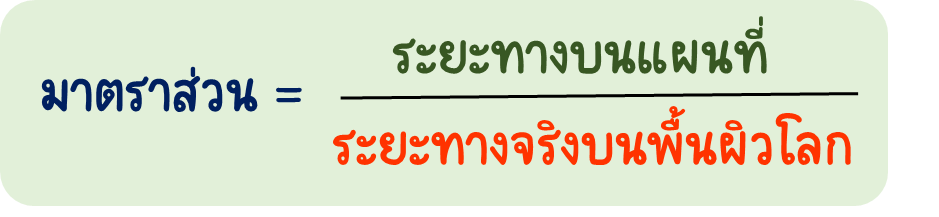 ระยะทางบนแผนที่
มาตราส่วน =
ระยะทางจริงบนพื้นผิวโลก